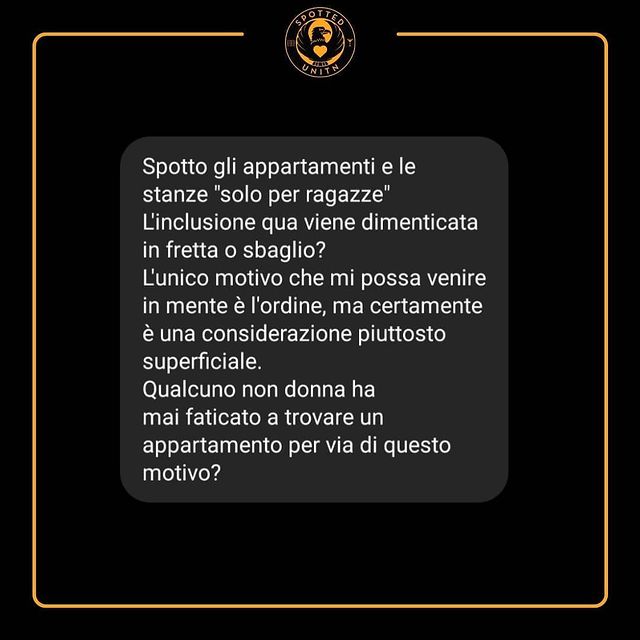 SPOTTED
UNITN
Spotto gli appartamenti e le
stanze "solo per ragazze"
L'inclusione qua viene dimenticata
in fretta o sbaglio?
L'unico motivo che mi possa venire
in mente è l'ordine, ma certamente
è una considerazione piuttosto
superficiale.
Qualcuno non donna ha
mai faticato a trovare un
appartamento per via di questo
motivo?